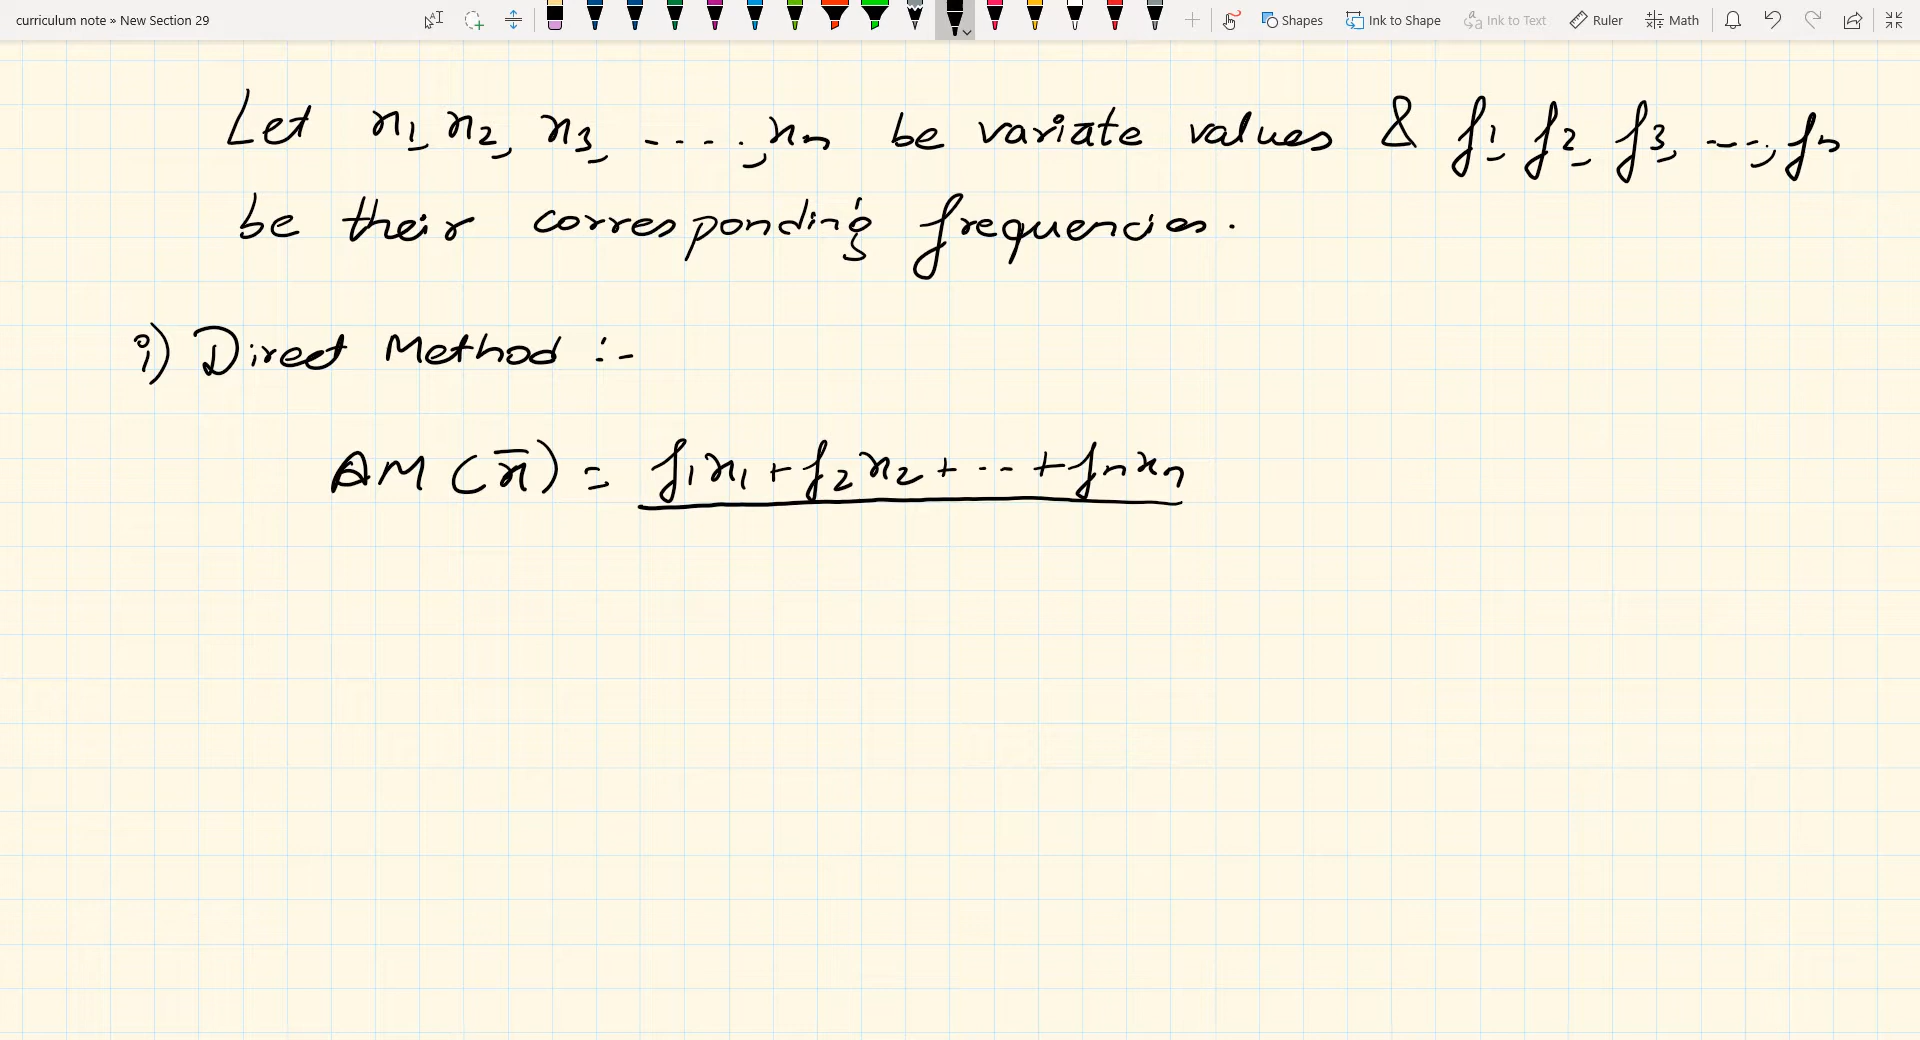 curriculum note » New Section 29 Shapes Ink to Shape Ink to Text Ruler Math
Let x1, x2, x3, ....., xn be variate values & f1, f2, f3, ---, fn
be their corresponding frequencies.
i) Direct Method :-
AM (x̄) = f1x1 + f2x2 + --- + fnxn